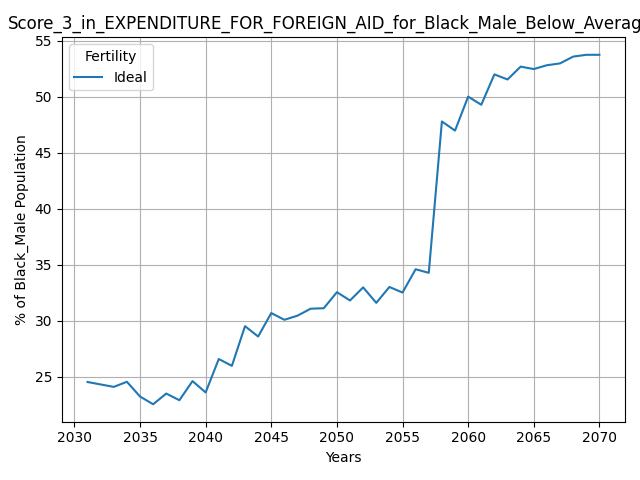 Score_3_in_EXPENDITURE_FOR_FOREIGN_AID_for_Black_Male_Below_Averag
55
50
45
40
35
30
25
% of Black_Male Population
Fertility
Ideal
2030 2035 2040 2045 2050 2055 2060 2065 2070
Years